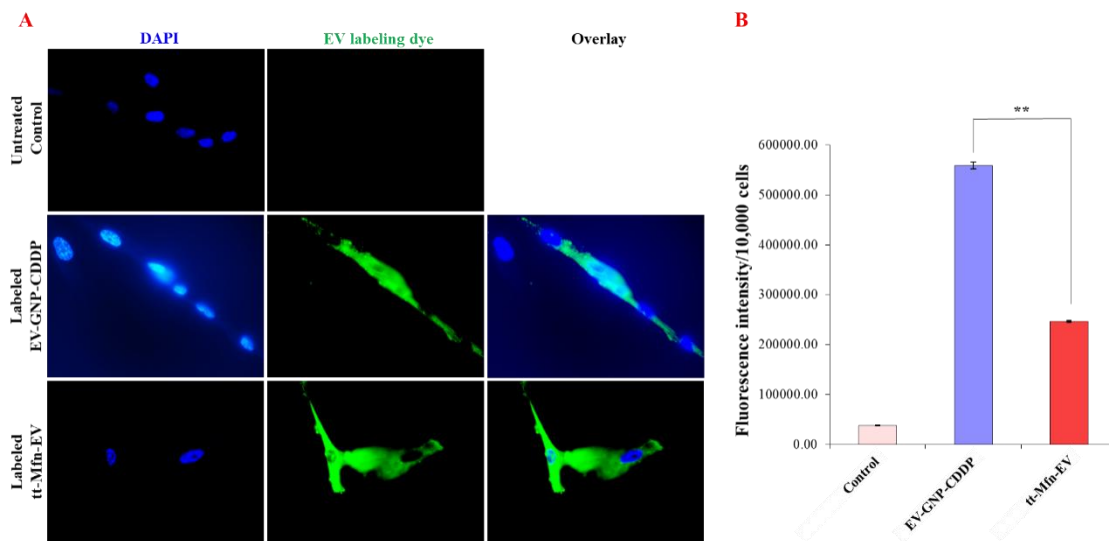 A
B
DAPI
EV labeling dye
Overlay
Untreated
Control
Labeled
EV-GNP-CDDP
Labeled
tt-Mfn-EV
**
Fluorescence intensity/10,000 cells
600000.00
500000.00
400000.00
300000.00
200000.00
100000.00
0.00
Control
EV-GNP-CDDP
tt-Mfn-EV